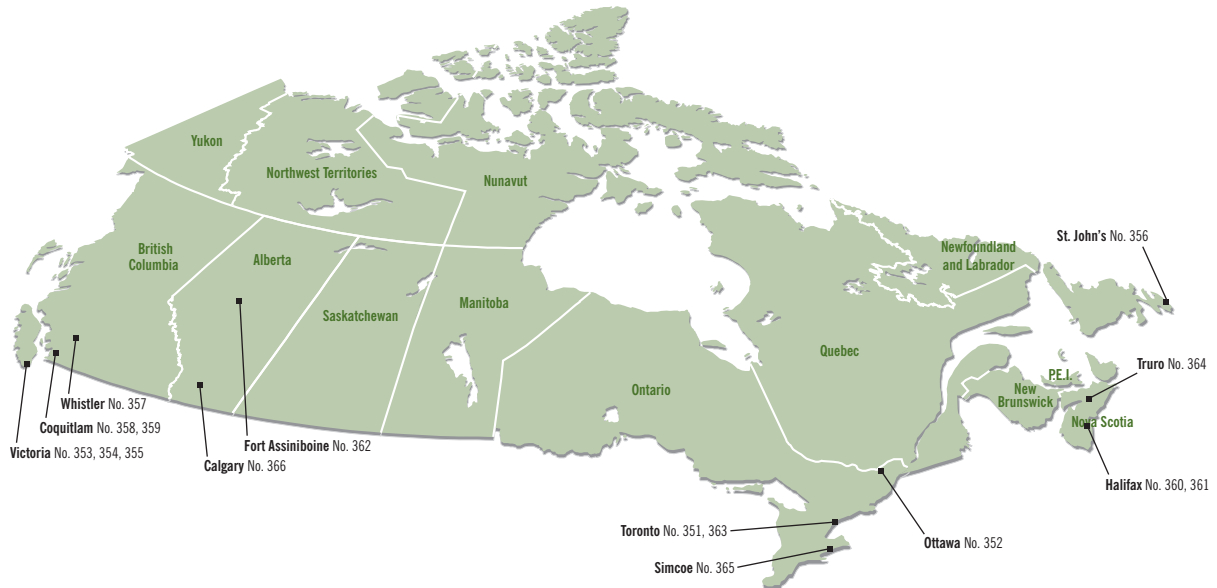 Yukon
Northwest Territories
Nunavut
British
Columbia
Alberta
Saskatchewan
Manitoba
Ontario
Quebec
Newfoundland
and Labrador
P.E.I.
New
Brunswick
Nova Scotia
St. John's No. 356
Truro No. 364
Halifax No. 360, 361
Whistler No. 357
Coquitlam No. 358, 359
Victoria No. 353, 354, 355
Fort Assiniboine No. 362
Calgary No. 366
Toronto No. 351, 363
Simcoe No. 365
Ottawa No. 352